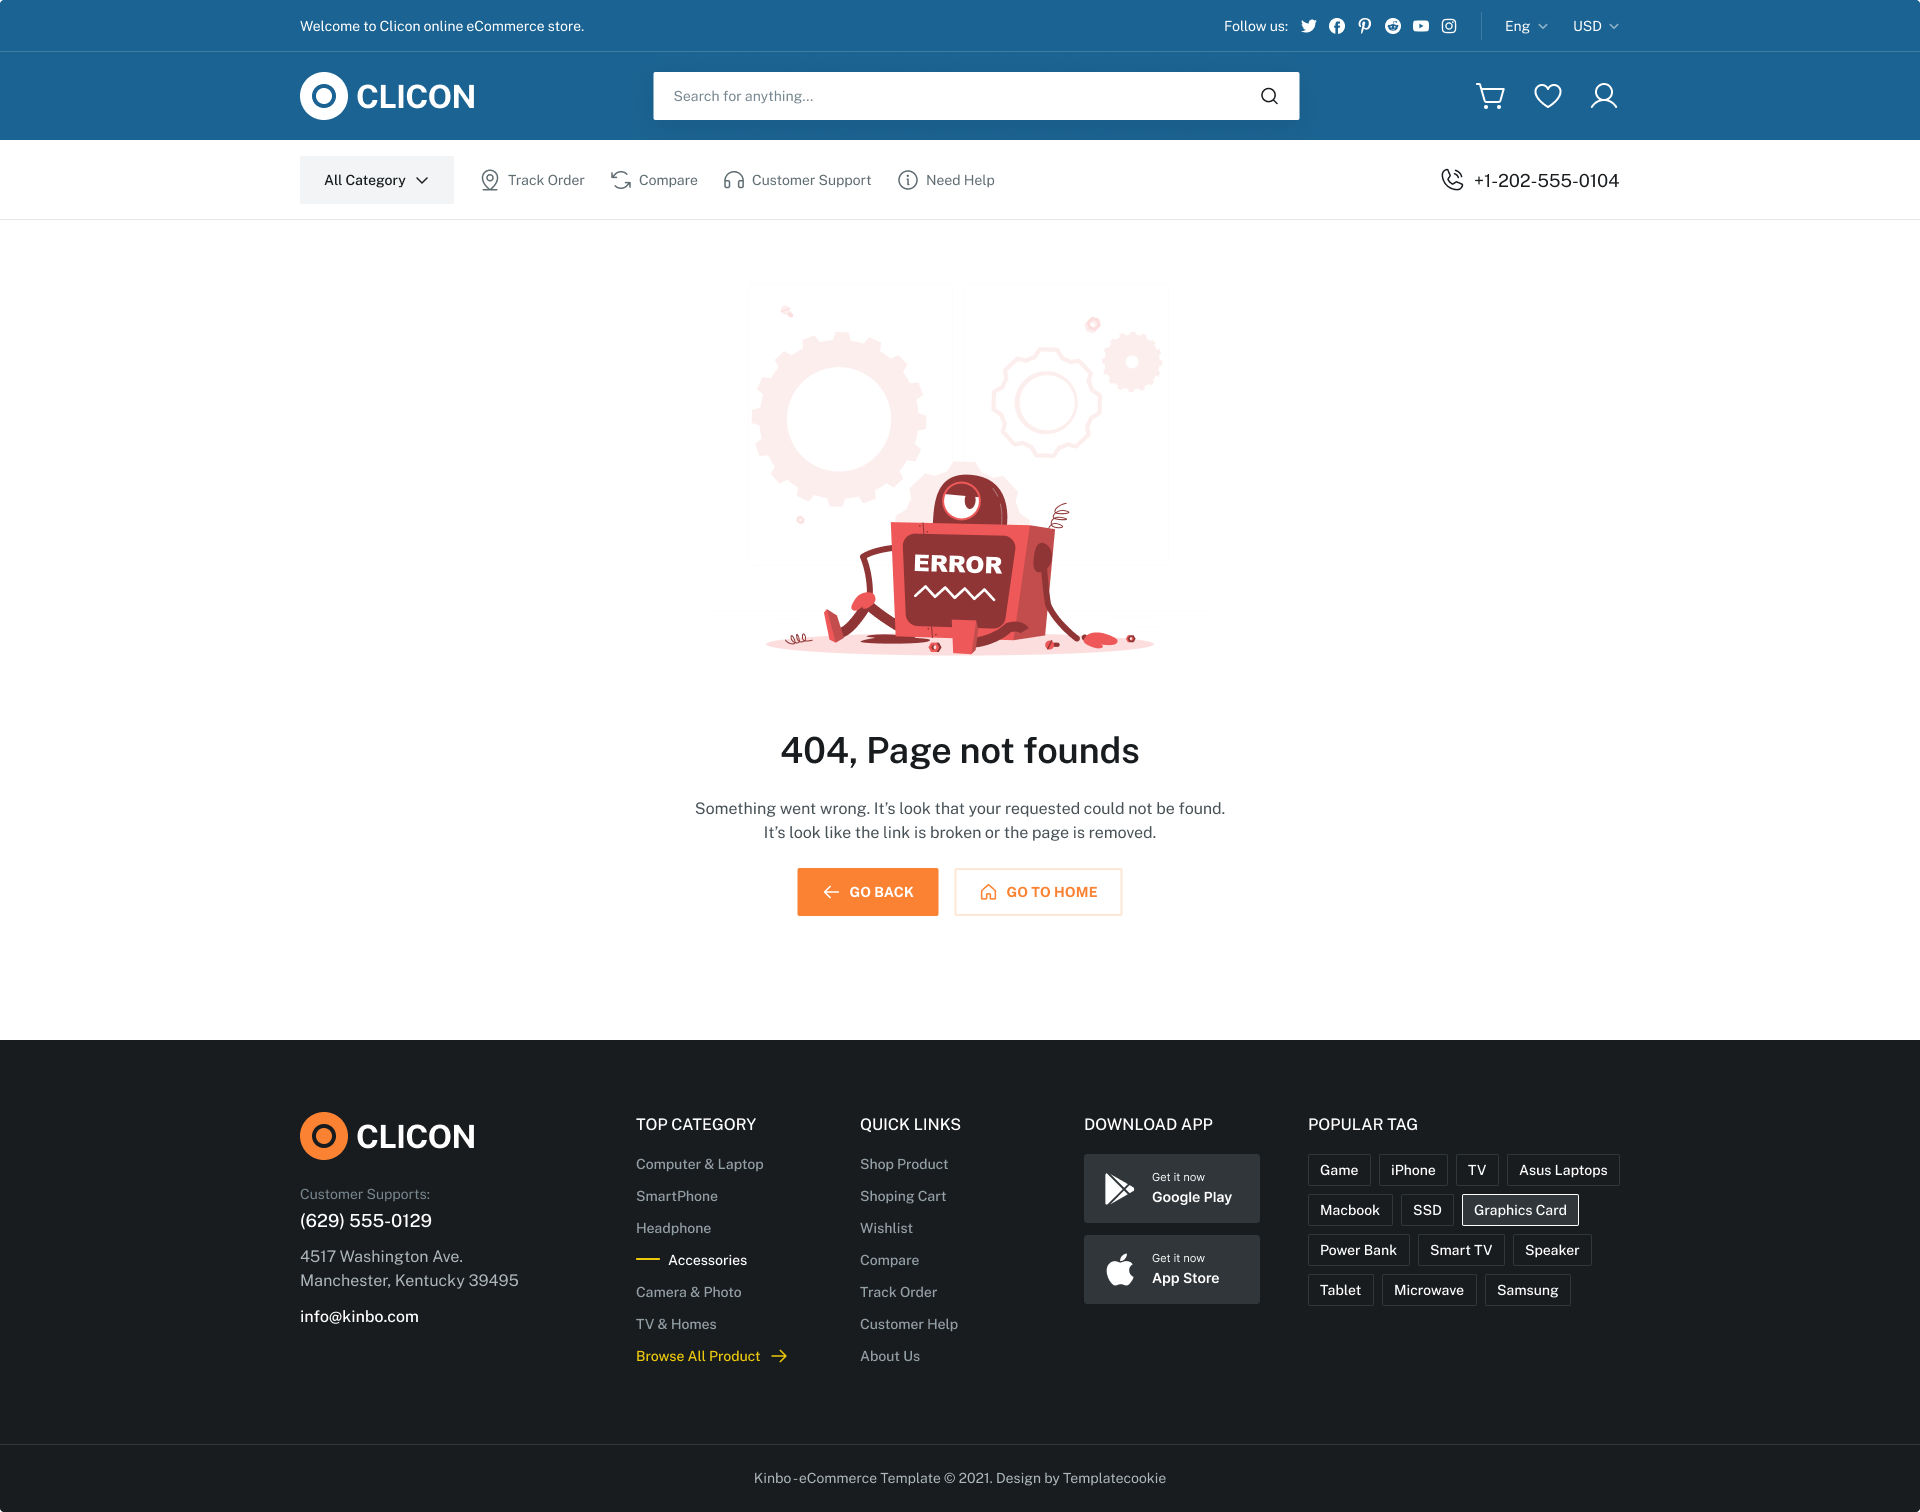 Welcome to Clicon online eCommerce store.
Follow us:
Eng
USD
CLICON
Search for anything...
All Category
Track Order
Compare
Customer Support
Need Help
+1-202-555-0104
ERROR
404, Page not founds
Something went wrong. It’s look that your requested could not be found.
It’s look like the link is broken or the page is removed.
GO BACK
GO TO HOME
CLICON
Customer Supports:
(629) 555-0129
4517 Washington Ave.
Manchester, Kentucky 39495
info@kinbo.com
TOP CATEGORY
Computer & Laptop
SmartPhone
Headphone
Accessories
Camera & Photo
TV & Homes
Browse All Product
QUICK LINKS
Shop Product
Shoping Cart
Wishlist
Compare
Track Order
Customer Help
About Us
DOWNLOAD APP
Get it now
Google Play
Get it now
App Store
POPULAR TAG
Game
iPhone
TV
Asus Laptops
Macbook
SSD
Graphics Card
Power Bank
Smart TV
Speaker
Tablet
Microwave
Samsung
Kinbo - eCommerce Template © 2021. Design by Templatecookie